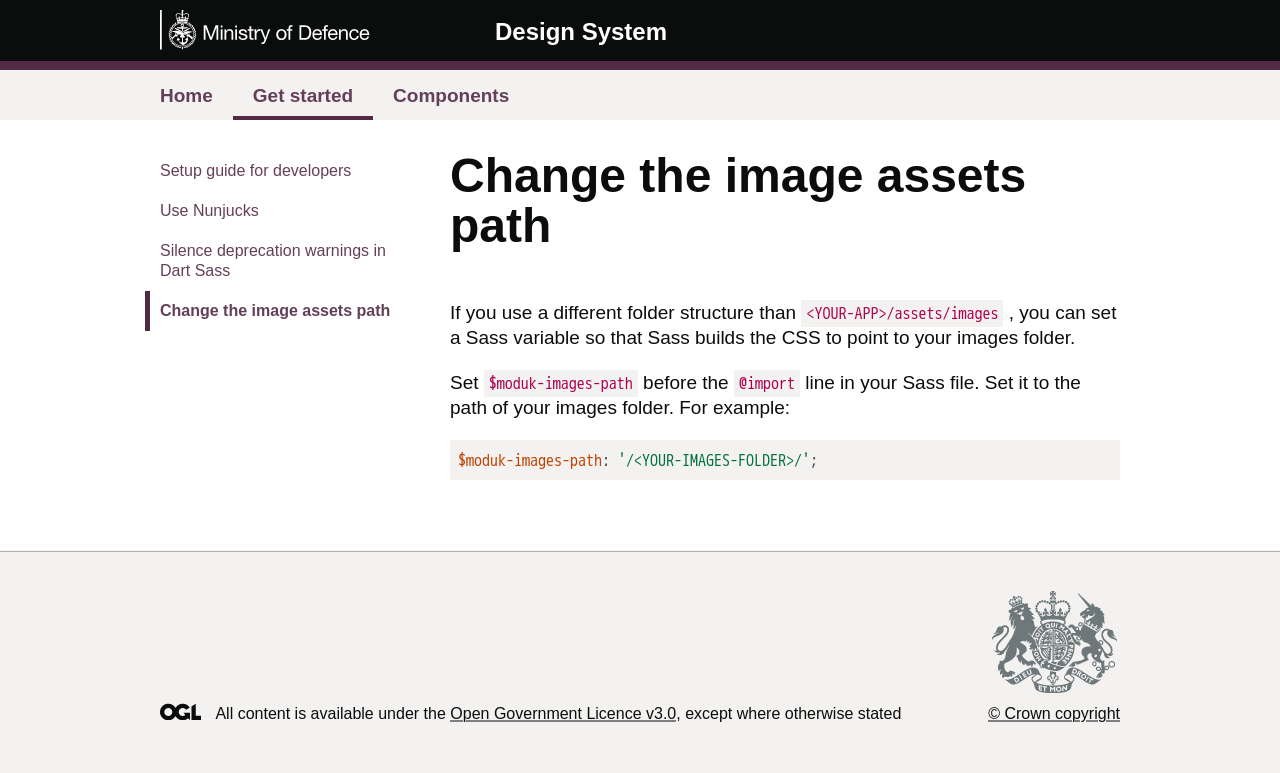 Ministry of Defence
Design System
Home
Get started
Components
Setup guide for developers
Use Nunjucks
Silence deprecation warnings in
Dart Sass
Change the image assets path
Change the image assets
path
If you use a different folder structure than <YOUR-APP>/assets/images , you can set
a Sass variable so that Sass builds the CSS to point to your images folder.
Set $moduk-images-path before the @import line in your Sass file. Set it to the
path of your images folder. For example:
$moduk-images-path: '/<YOUR-IMAGES-FOLDER>/';
DIEU ET MON DROIT
OGL
All content is available under the Open Government Licence v3.0, except where otherwise stated
© Crown copyright